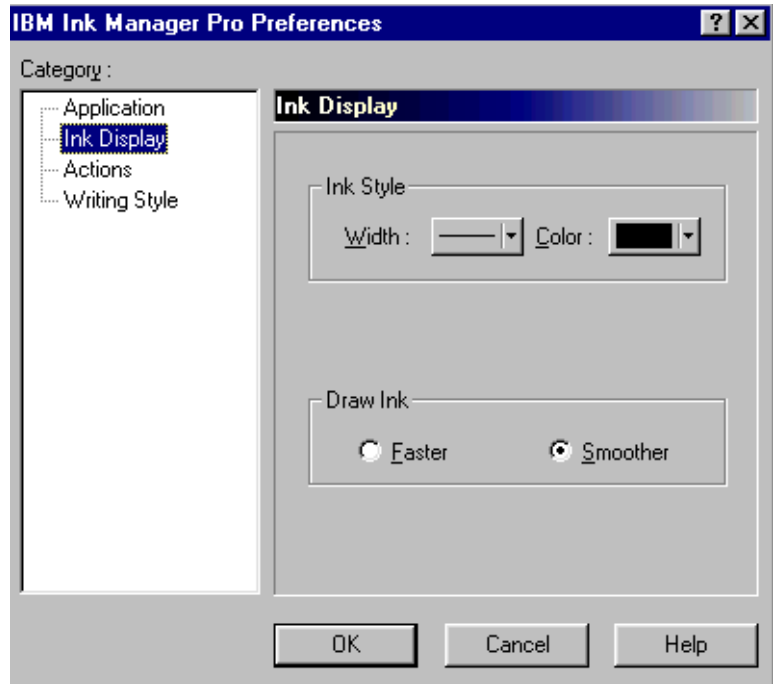 IBM Ink Manager Pro Preferences
Category :
Application
Ink Display
Actions
Writing Style
Ink Display
Ink Style
Width : Color :
Draw Ink
Faster Smoother
OK Cancel Help